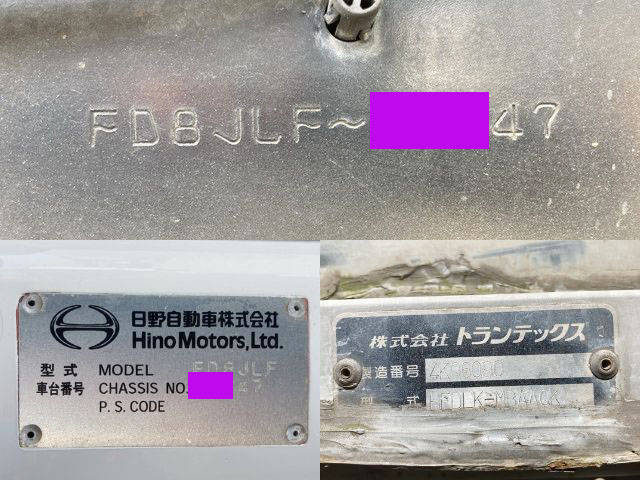 FD8JLF~ 47
日野自動車株式会社
Hino Motors, Ltd.
型式 MODEL FD8JLF
車台番号 CHASSIS NO. 47
P. S. CODE
株式会社 トランテックス
製造番号
型 式